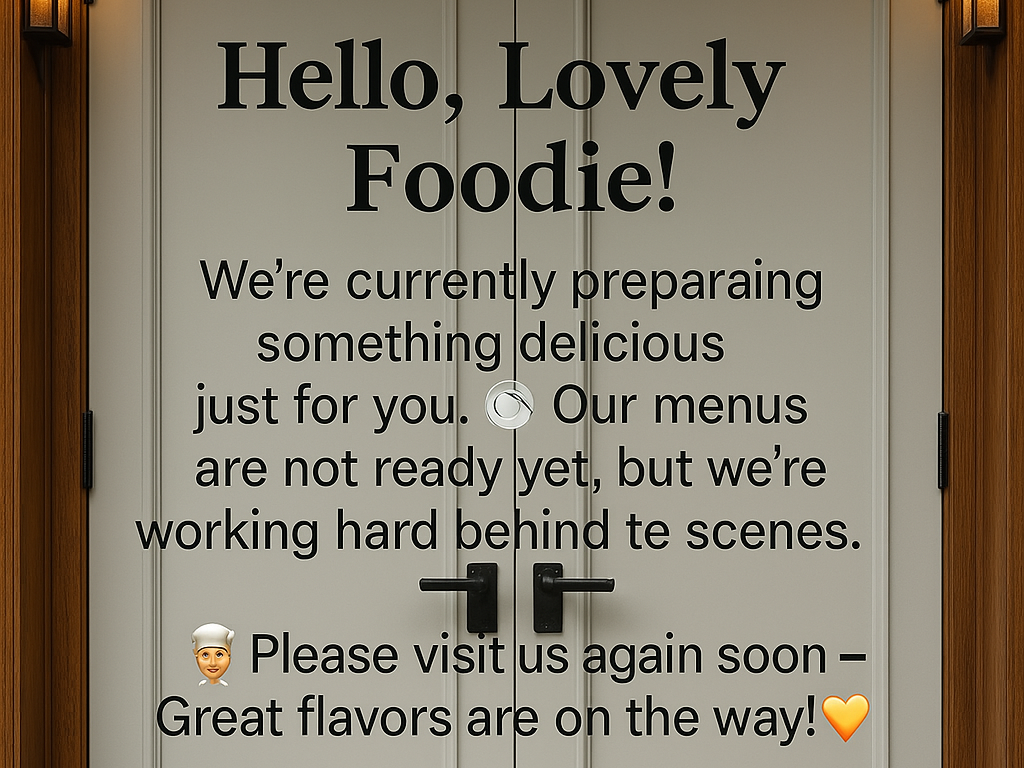 Hello, Lovely
Foodie!
We’re currently preparaing
something delicious
just for you. Our menus
are not ready yet, but we’re
working hard behind te scenes.
Please visit us again soon –
Great flavors are on the way!